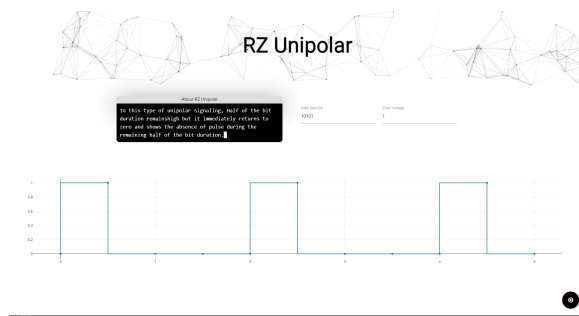 RZ Unipolar
About RZ Unipolar
In this type of unipolar signaling, Half of the bit
duration remainshigh but it immediately returns to
zero and shows the absence of pulse during the
remaining half of the bit duration.
Enter Data Bit
10101
Enter Voltage
1
1
0.8
0.6
0.4
0.2
0
0 1 2 3 4 5